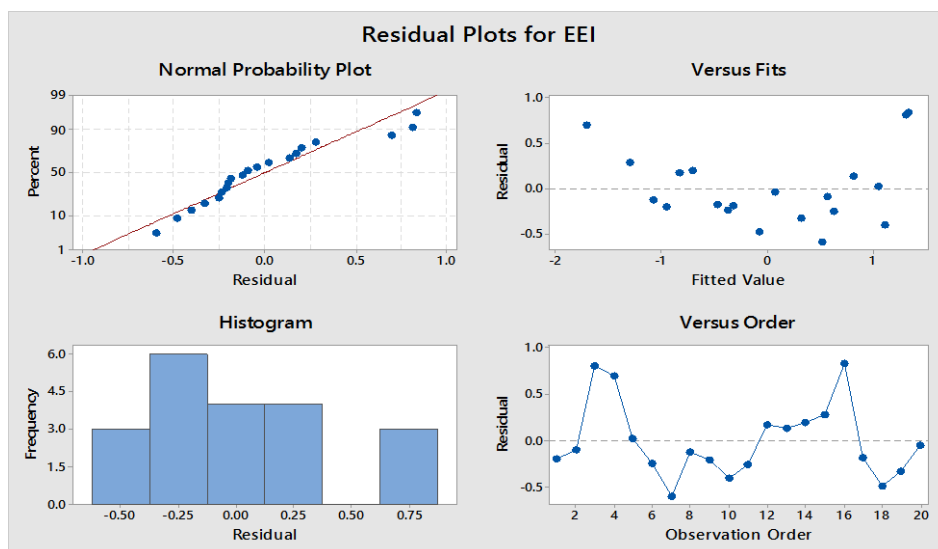 Residual Plots for EEI
Normal Probability Plot
Percent
99
90
50
10
1
-1.0 -0.5 0.0 0.5 1.0
Residual
Versus Fits
Residual
1.0
0.5
0.0
-0.5
-2 -1 0 1
Fitted Value
Histogram
Frequency
6.0
4.5
3.0
1.5
0.0
-0.50 -0.25 0.00 0.25 0.50 0.75
Residual
Versus Order
Residual
1.0
0.5
0.0
-0.5
2 4 6 8 10 12 14 16 18 20
Observation Order